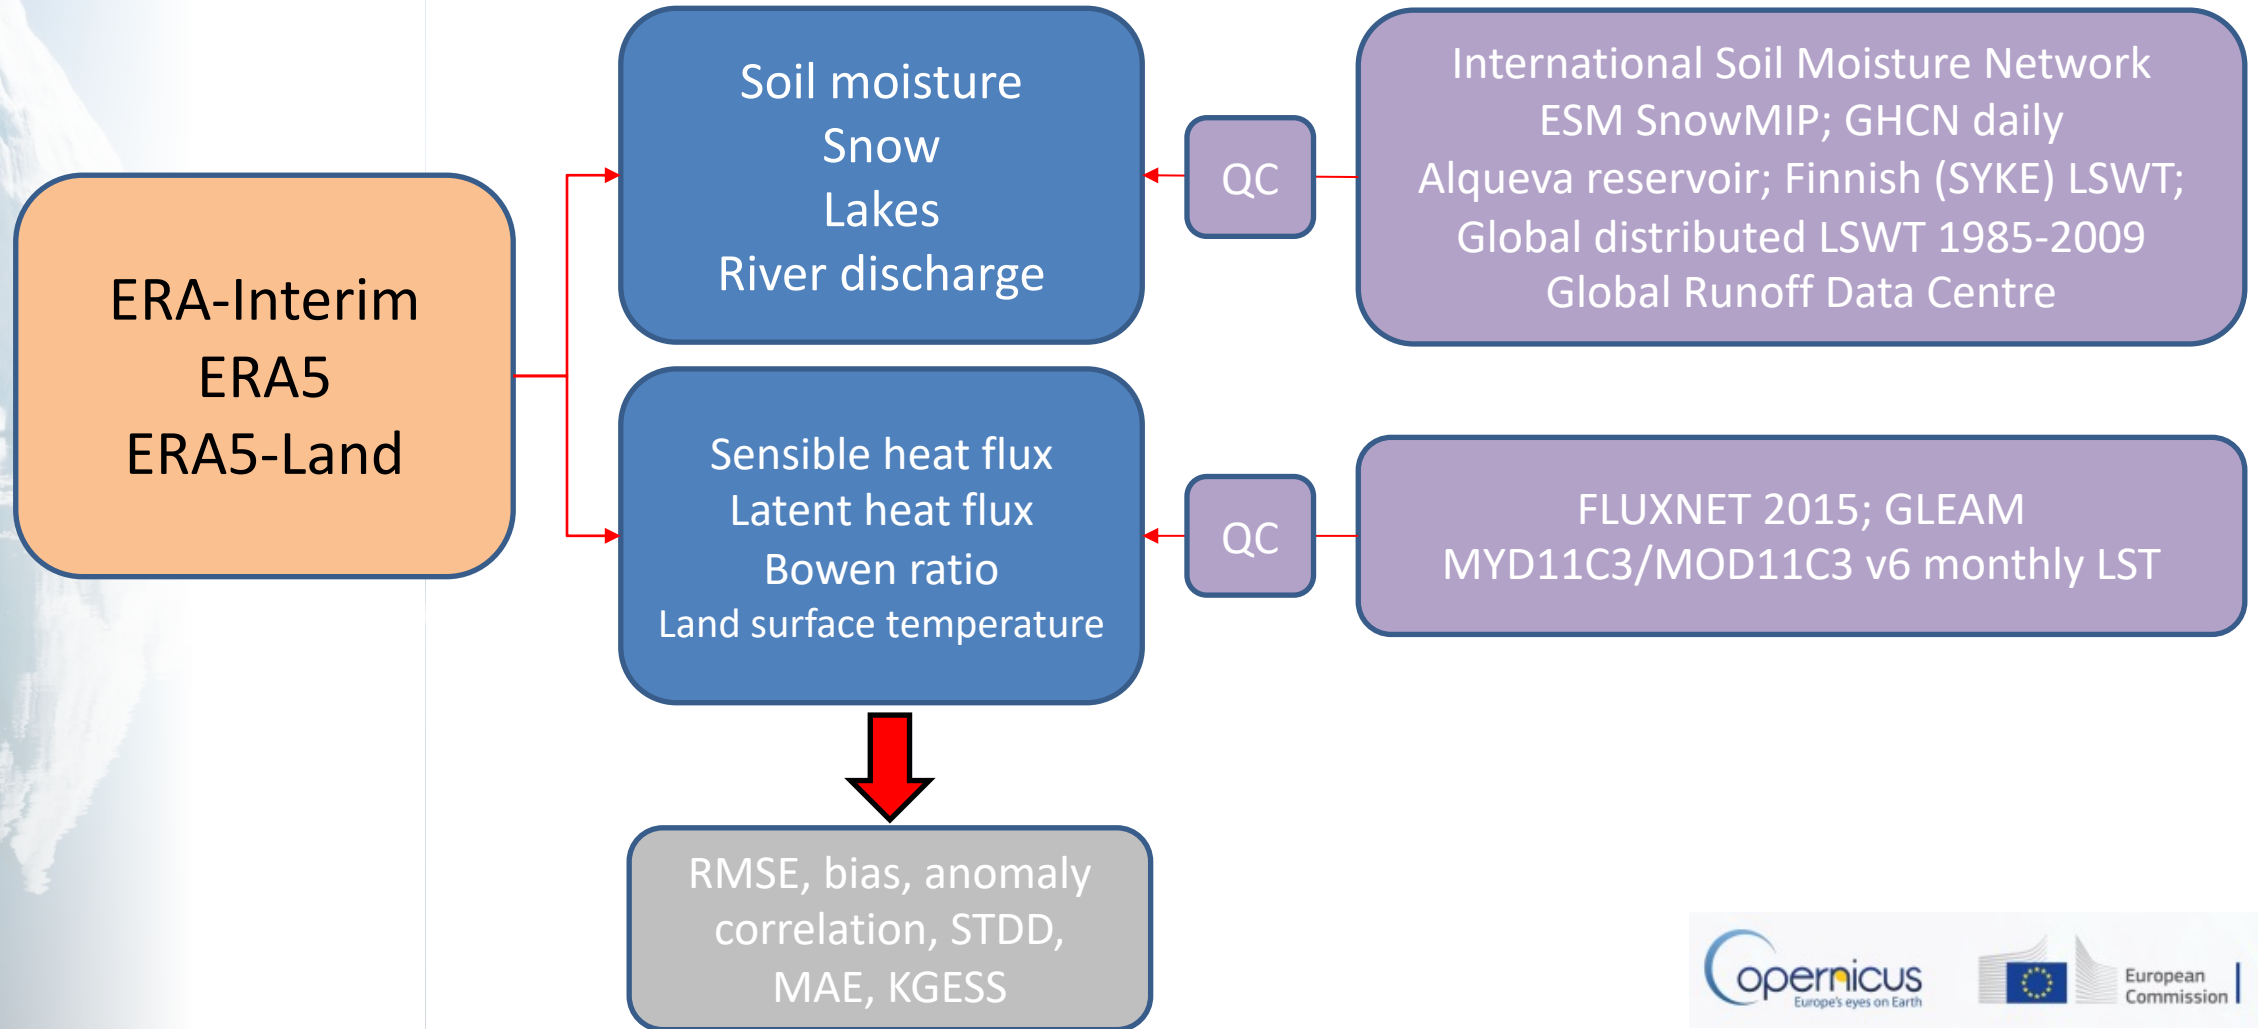 ERA-Interim
ERA5
ERA5-Land
Soil moisture
Snow
Lakes
River discharge
QC
International Soil Moisture Network
ESM SnowMIP; GHCN daily
Alqueva reservoir; Finnish (SYKE) LSWT;
Global distributed LSWT 1985-2009
Global Runoff Data Centre
Sensible heat flux
Latent heat flux
Bowen ratio
Land surface temperature
QC
FLUXNET 2015; GLEAM
MYD11C3/MOD11C3 v6 monthly LST
RMSE, bias, anomaly
correlation, STDD,
MAE, KGESS
Copernicus
Europe's eyes on Earth
European
Commission